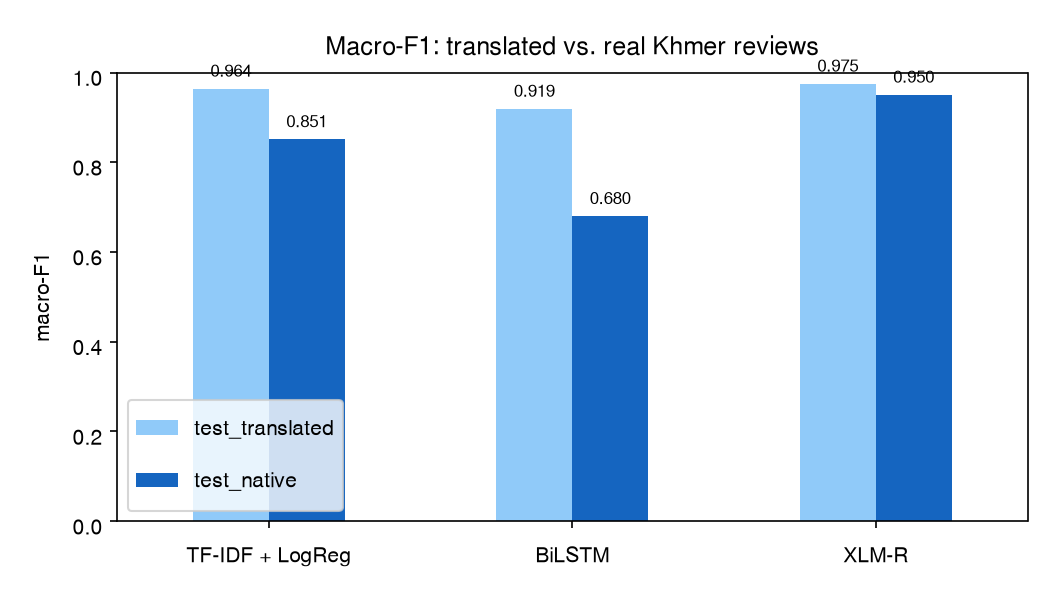 Macro-F1: translated vs. real Khmer reviews
macro-F1
1.0
0.8
0.6
0.4
0.2
0.0
0.964
0.851
0.919
0.680
0.975
0.950
test_translated
test_native
TF-IDF + LogReg
BiLSTM
XLM-R